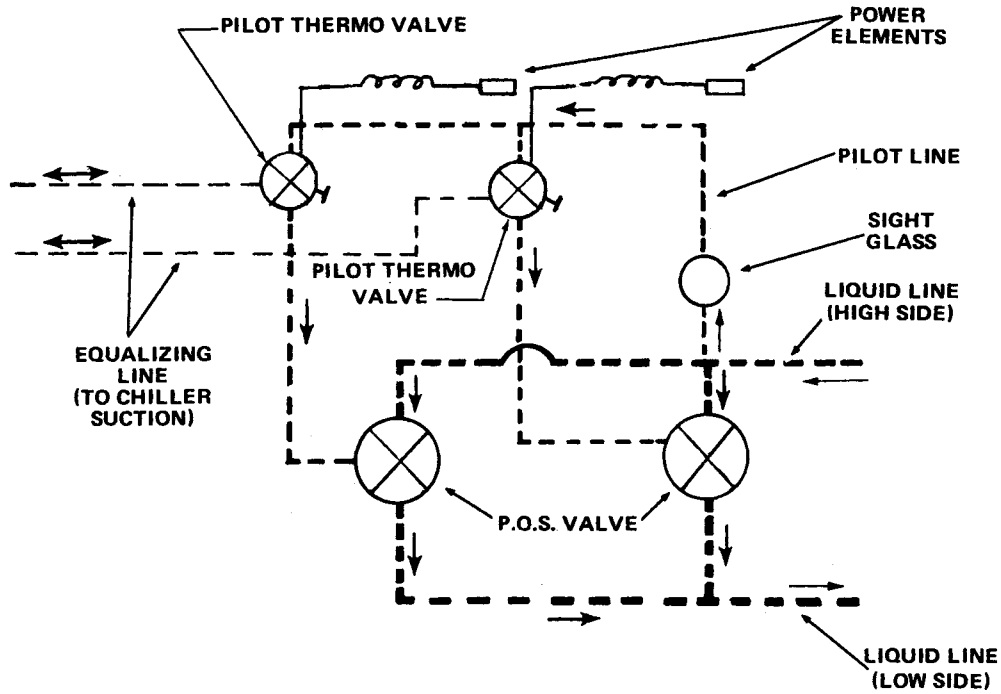 PILOT THERMO VALVE
POWER
ELEMENTS
PILOT LINE
SIGHT
GLASS
PILOT THERMO
VALVE
LIQUID LINE
(HIGH SIDE)
EQUALIZING
LINE
(TO CHILLER
SUCTION)
P.O.S. VALVE
LIQUID LINE
(LOW SIDE)